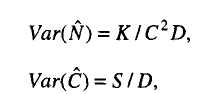 Var(N̂) = K / C²D,
Var(Ĉ) = S / D,